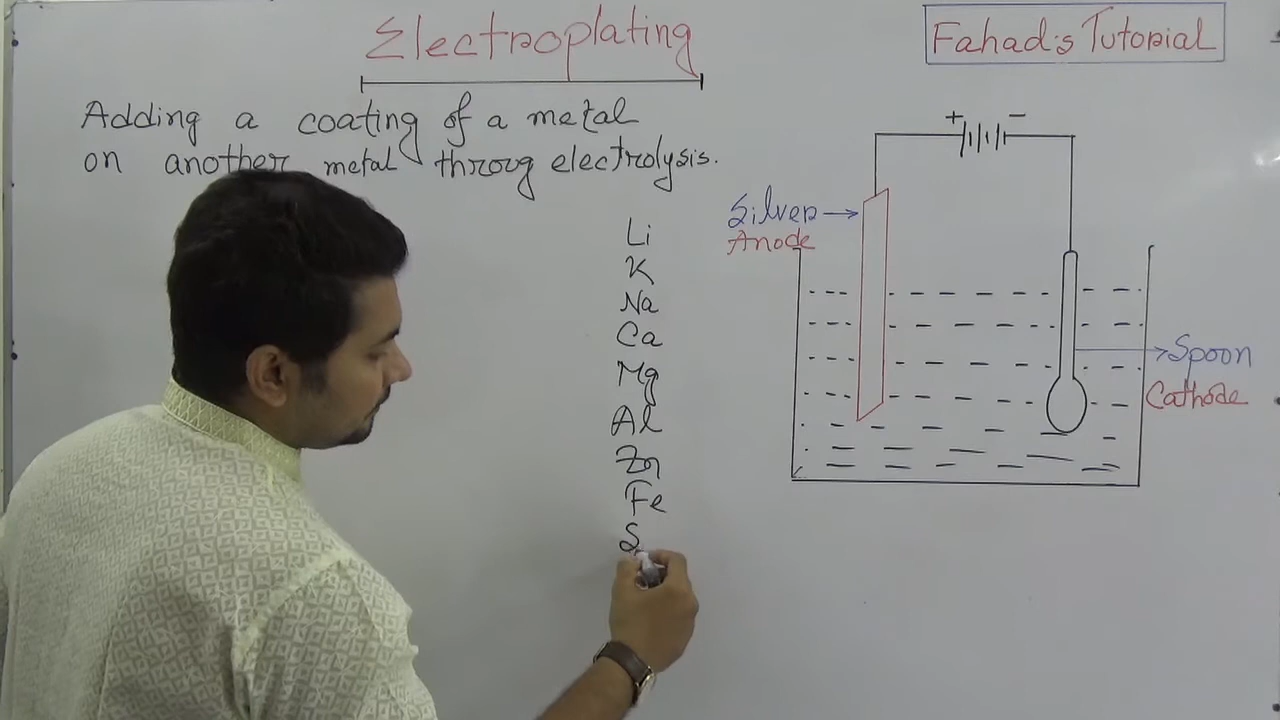 Electroplating
Fahad's Tutorial
Adding a coating of a metal
on another metal throug electrolysis.
Li
K
Na
Ca
Mg
Al
Zn
Fe
S
+ −
Silver
Anode
Spoon
Cathode